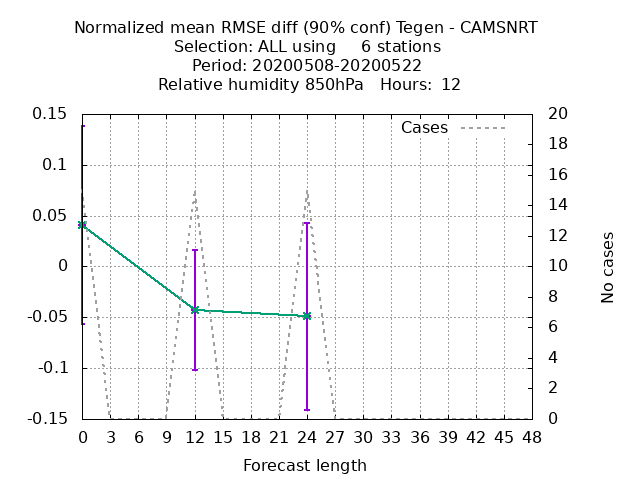 Normalized mean RMSE diff (90% conf) Tegen - CAMSNRT
Selection: ALL using 6 stations
Period: 20200508-20200522
Relative humidity 850hPa Hours: 12
Cases
0.15
0.1
0.05
0
-0.05
-0.1
-0.15
20
18
16
14
12
10
8
6
4
2
0
No cases
0 3 6 9 12 15 18 21 24 27 30 33 36 39 42 45 48
Forecast length